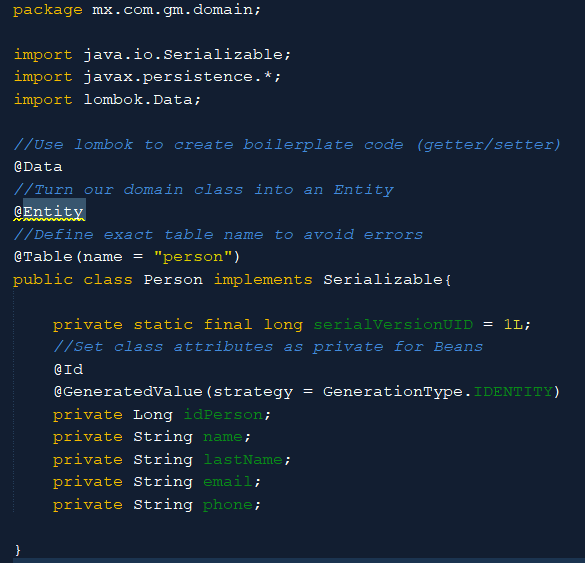 package mx.com.gm.domain;
import java.io.Serializable;
import javax.persistence.*;
import lombok.Data;
//Use lombok to create boilerplate code (getter/setter)
@Data
//Turn our domain class into an Entity
@Entity
//Define exact table name to avoid errors
@Table(name = "person")
public class Person implements Serializable{
private static final long serialVersionUID = 1L;
//Set class attributes as private for Beans
@Id
@GeneratedValue(strategy = GenerationType.IDENTITY)
private Long idPerson;
private String name;
private String lastName;
private String email;
private String phone;
}